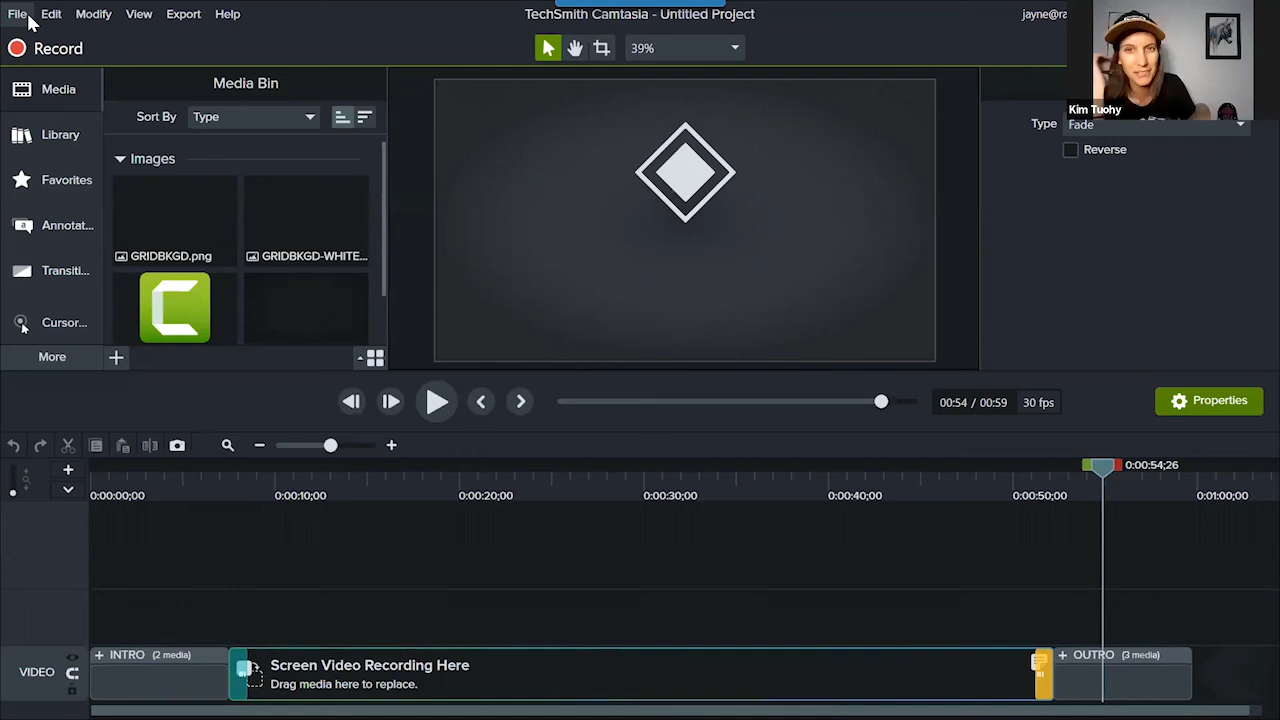 File Edit Modify View Export Help
TechSmith Camtasia - Untitled Project
jayne@ra
Record
39%
Kim Tuohy
Media
Library
Favorites
Annotat...
Transiti...
Cursor...
More
Media Bin
Sort By Type
Images
GRIDBKGD.png
GRIDBKGD-WHITE...
Type Fade
Reverse
00:54 / 00:59 30 fps
Properties
0:00:54;26
0:00:00;00 0:00:10;00 0:00:20;00 0:00:30;00 0:00:40;00 0:00:50;00 0:01:00;00
VIDEO
+ INTRO (2 media)
Screen Video Recording Here
Drag media here to replace.
+ OUTRO (3 media)